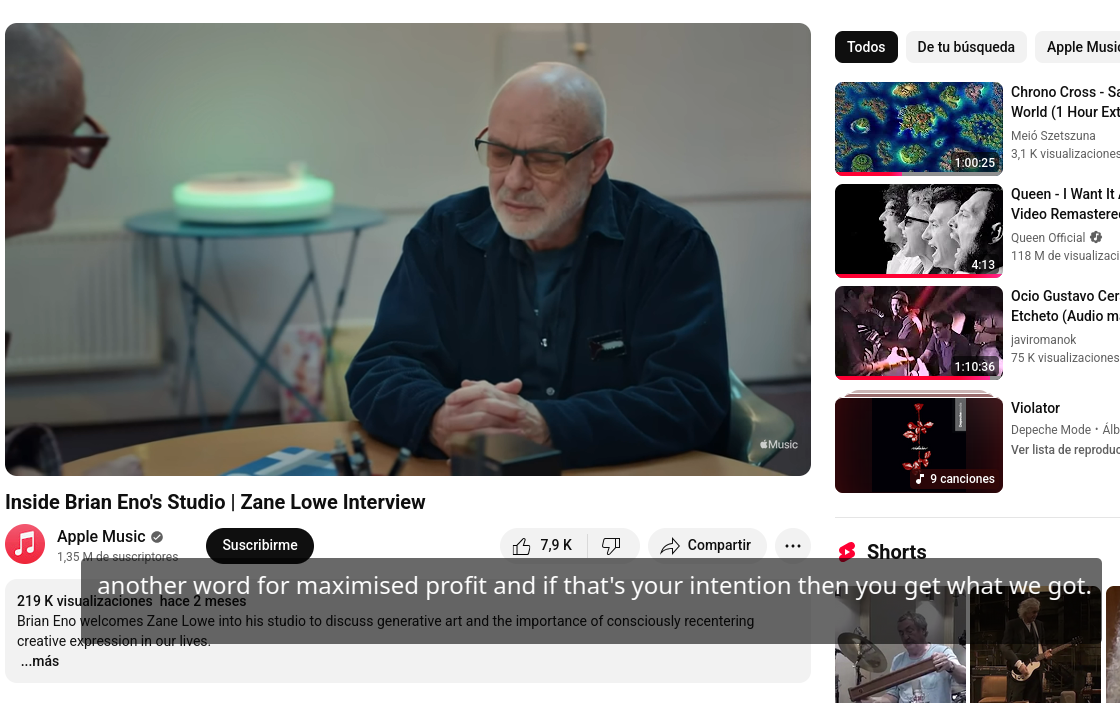 Music
Inside Brian Eno's Studio | Zane Lowe Interview
Apple Music
1,35 M de suscriptores
Suscribirme
7,9 K
Compartir
219 K visualizaciones hace 2 meses
Brian Eno welcomes Zane Lowe into his studio to discuss generative art and the importance of consciously recentering
creative expression in our lives.
...más
another word for maximised profit and if that's your intention then you get what we got.
Todos
De tu búsqueda
Apple Music
1:00:25
Chrono Cross - Sa
World (1 Hour Ext
Meió Szetszuna
3,1 K visualizaciones
4:13
Queen - I Want It A
Video Remastered
Queen Official
118 M de visualizaci
1:10:36
Ocio Gustavo Cer
Etcheto (Audio m
javiromanok
75 K visualizaciones
9 canciones
Violator
Depeche Mode • Álb
Ver lista de reproduc
Shorts